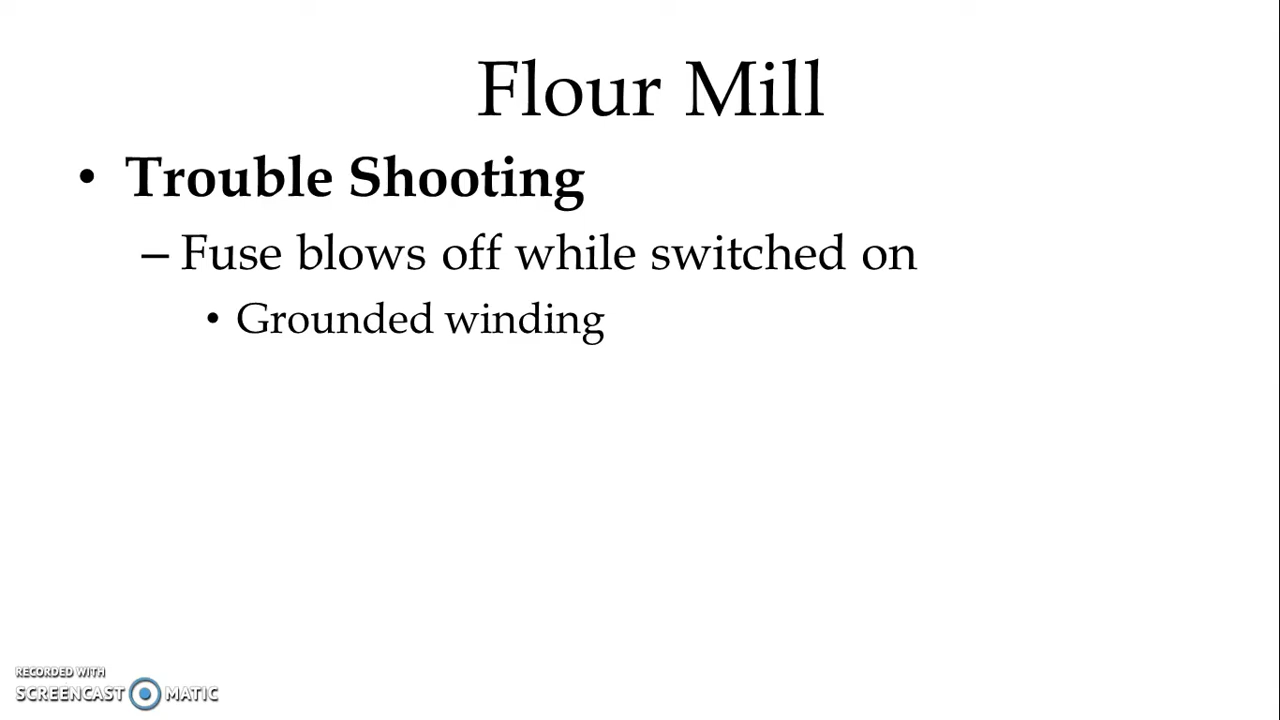 Flour Mill
• Trouble Shooting
– Fuse blows off while switched on
• Grounded winding
RECORDED WITH
SCREENCAST MATIC